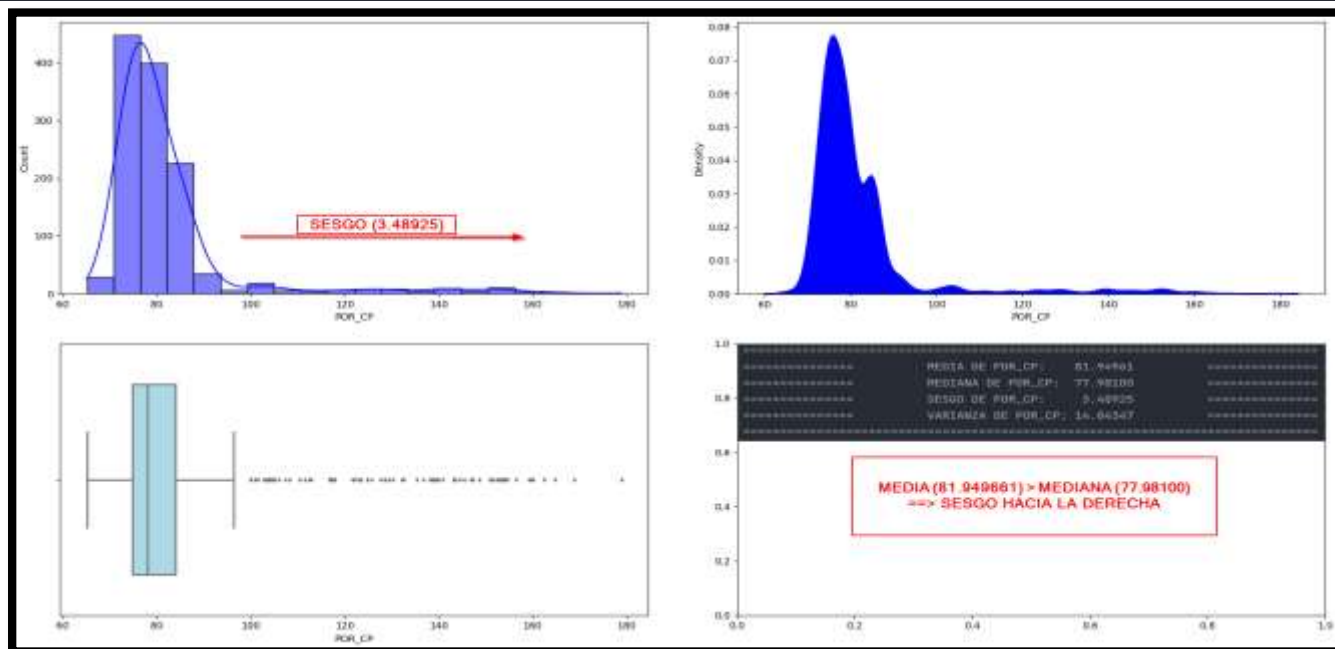 400
300
200
100
0
Count
SESGO (3.48925)
60 80 100 120 140 160 180
POR_CP
0.08
0.07
0.06
0.05
0.04
0.03
0.02
0.01
0.00
Density
60 80 100 120 140 160 180
POR_CP
60 80 100 120 140 160 180
POR_CP
1.0
0.8
0.6
0.4
0.2
0.0
MEDIA DE POR_CP: 81.94961
MEDIANA DE POR_CP: 77.98100
SESGO DE POR_CP: 3.48925
VARIANZA DE POR_CP: 14.04347
MEDIA (81.949661) > MEDIANA (77.98100)
==> SESGO HACIA LA DERECHA
0.0 0.2 0.4 0.6 0.8 1.0